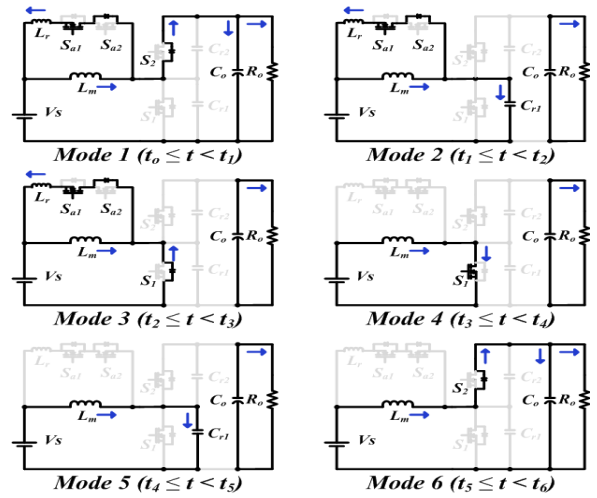 Lr Sa1 Sa2 S2 Cr2 Co Ro Lm Vs S1 Cr1
Mode 1 (to ≤ t < t1)
Lr Sa1 Sa2 S2 Cr2 Co Ro Lm Vs S1 Cr1
Mode 2 (t1 ≤ t < t2)
Lr Sa1 Sa2 S2 Cr2 Co Ro Lm Vs S1 Cr1
Mode 3 (t2 ≤ t < t3)
Lr Sa1 Sa2 S2 Cr2 Co Ro Lm Vs S1 Cr1
Mode 4 (t3 ≤ t < t4)
Lr Sa1 Sa2 S2 Cr2 Co Ro Lm Vs S1 Cr1
Mode 5 (t4 ≤ t < t5)
Lr Sa1 Sa2 S2 Cr2 Co Ro Lm Vs S1 Cr1
Mode 6 (t5 ≤ t < t6)